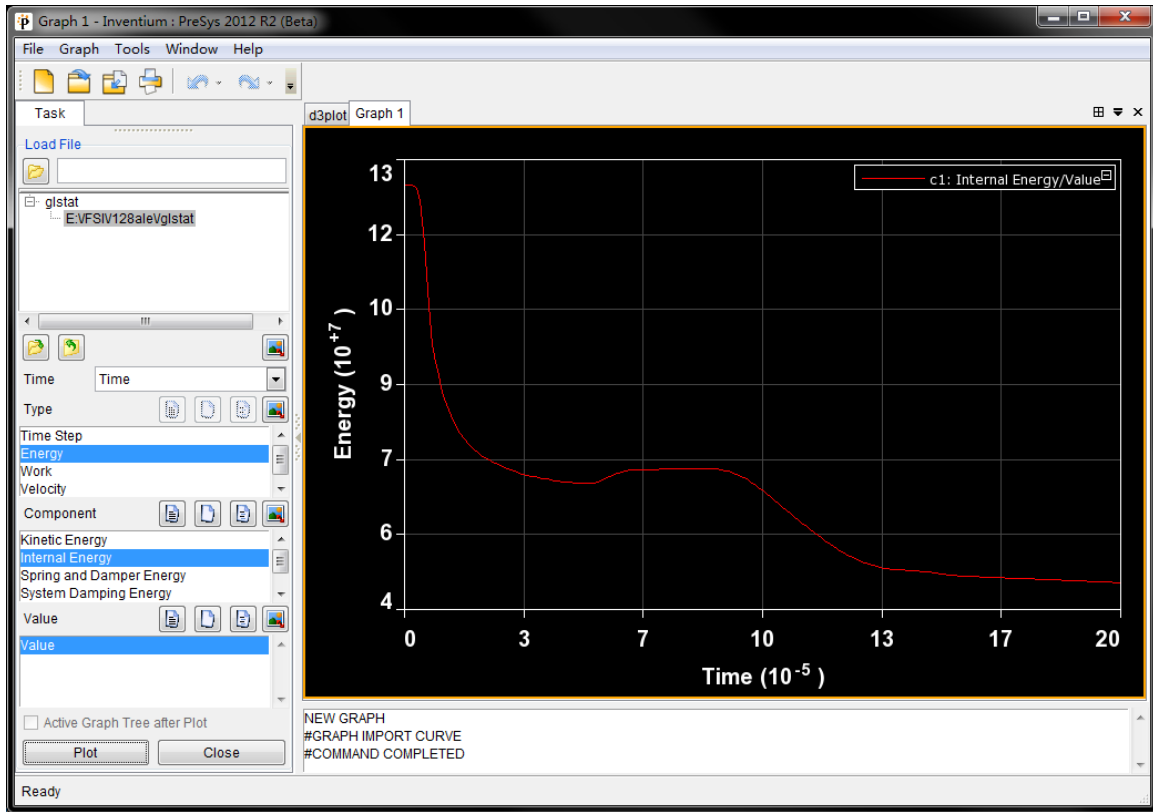 Graph 1 - Inventium : PreSys 2012 R2 (Beta)
File Graph Tools Window Help
Task
Load File
glstat
E:\/FSI\/128ale\/glstat
Time Time
Type
Time Step
Energy
Work
Velocity
Component
Kinetic Energy
Internal Energy
Spring and Damper Energy
System Damping Energy
Value
Value
Active Graph Tree after Plot
Plot Close
d3plot Graph 1
c1: Internal Energy/Value
Energy (10+7)
13
12
10
9
7
6
4
0 3 7 10 13 17 20
Time (10-5)
NEW GRAPH
#GRAPH IMPORT CURVE
#COMMAND COMPLETED
Ready